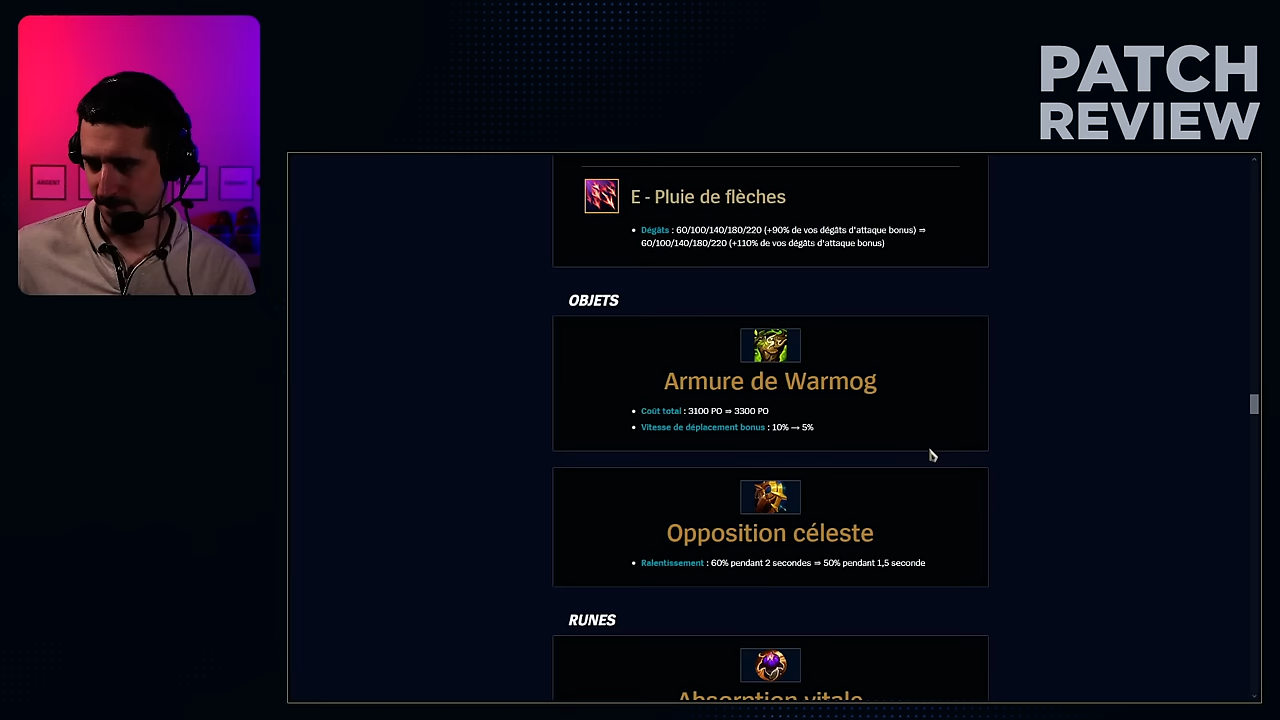 PATCH
REVIEW
ARGENT
E - Pluie de flèches
• Dégâts : 60/100/140/180/220 (+90% de vos dégâts d'attaque bonus) ⇒
60/100/140/180/220 (+110% de vos dégâts d'attaque bonus)
OBJETS
Armure de Warmog
• Coût total : 3100 PO ⇒ 3300 PO
• Vitesse de déplacement bonus : 10% → 5%
Opposition céleste
• Ralentissement : 60% pendant 2 secondes ⇒ 50% pendant 1,5 seconde
RUNES
Absorption vitale